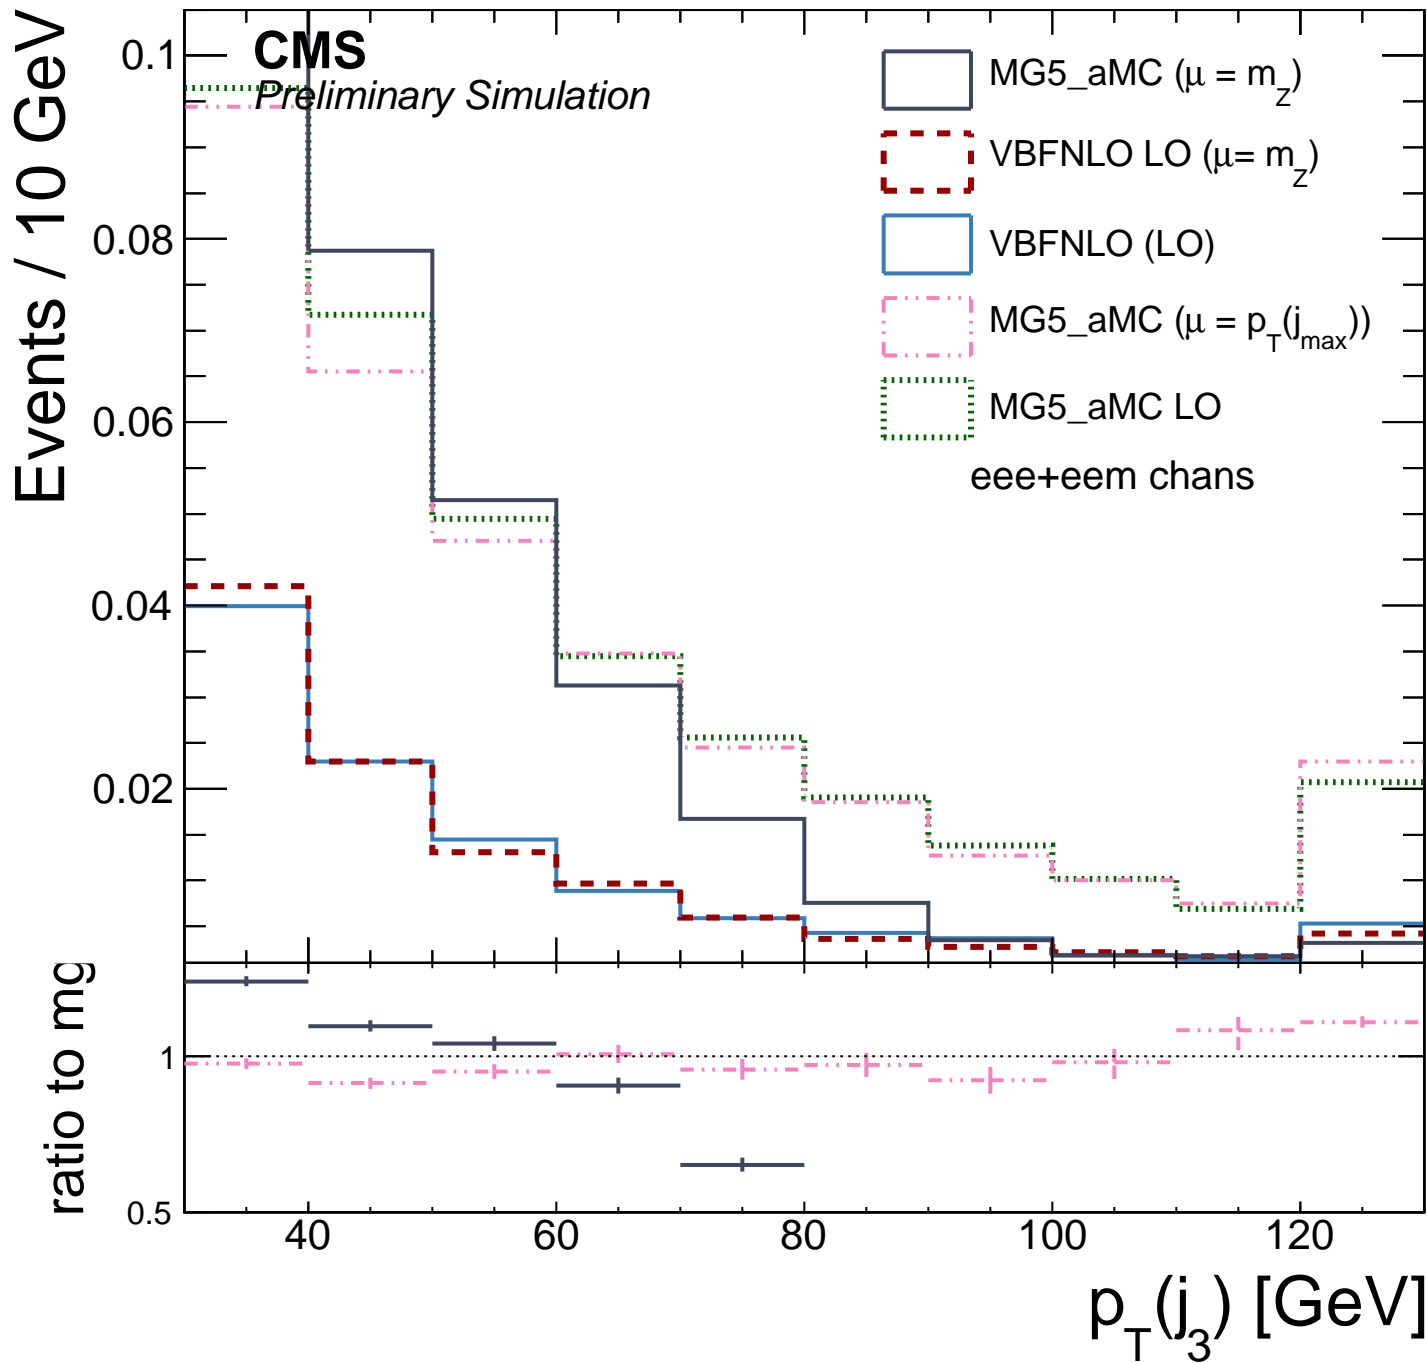 CMS
Preliminary Simulation
MG5_aMC (μ = m_Z)
VBFNLO LO (μ= m_Z)
VBFNLO (LO)
MG5_aMC (μ = p_T(j_max))
MG5_aMC LO
eee+eem chans
Events / 10 GeV
0.1
0.08
0.06
0.04
0.02
ratio to mg
1
0.5
40 60 80 100 120
p_T(j_3) [GeV]